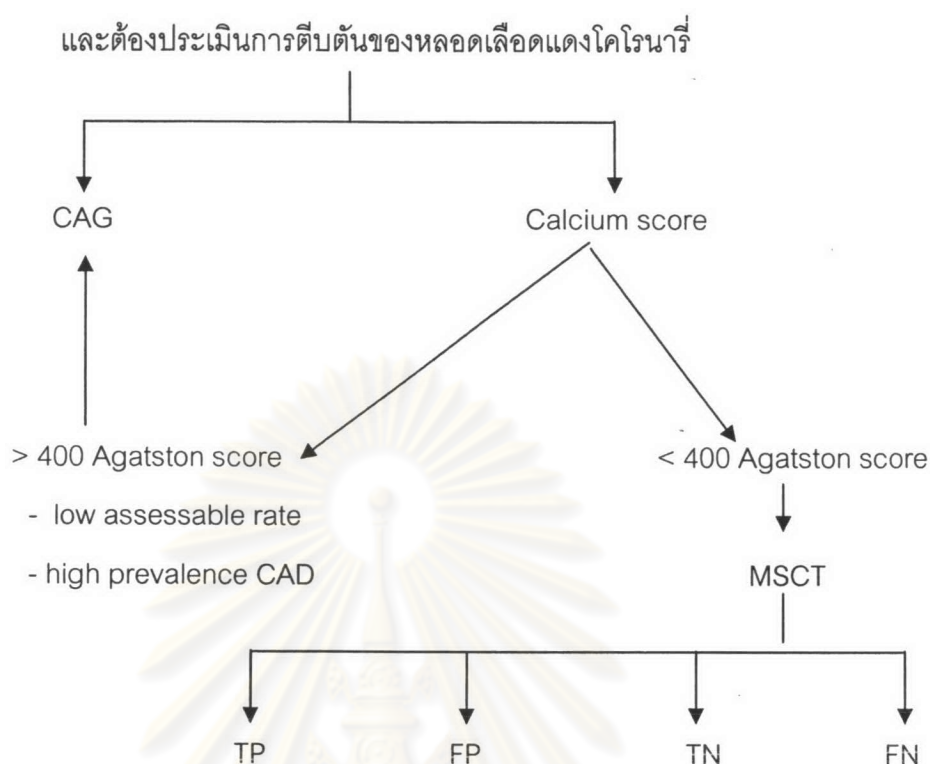 และต้องประเมินการตีบตันของหลอดเลือดแดงโคโรนารี่
CAG
Calcium score
> 400 Agatston score
< 400 Agatston score
- low assessable rate
- high prevalence CAD
MSCT
TP
FP
TN
FN